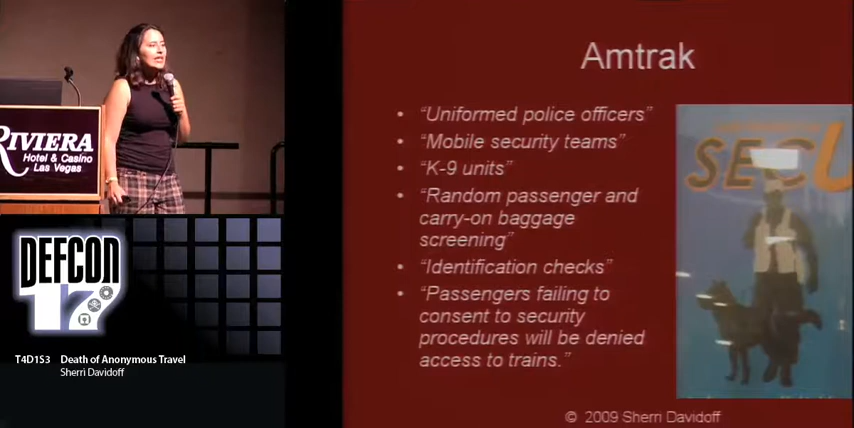 RIVIERA
Hotel & Casino
Las Vegas
DEFCON
17
T4D1S3 Death of Anonymous Travel
Sherri Davidoff
Amtrak
• “Uniformed police officers”
• “Mobile security teams”
• “K-9 units”
• “Random passenger and
carry-on baggage
screening”
• “Identification checks”
• “Passengers failing to
consent to security
procedures will be denied
access to trains.”
SECU
© 2009 Sherri Davidoff